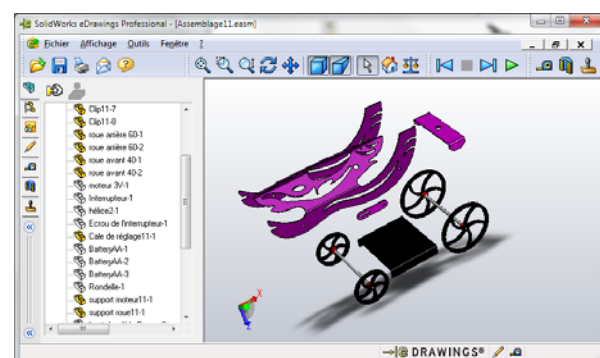 SolidWorks eDrawings Professional - [Assemblage11.easm]
Fichier Affichage Outils Fenêtre ?
Clip11-7
Clip11-8
roue arrière 60-1
roue arrière 60-2
roue avant 40-1
roue avant 40-2
moteur 3V-1
Interrupteur-1
hélice2-1
Ecrou de l'interrupteur-1
Cale de réglage11-1
BatteryAA-1
BatteryAA-2
BatteryAA-3
Rondelle-1
support moteur11-1
support roue11-1
X
Z
DRAWINGS®